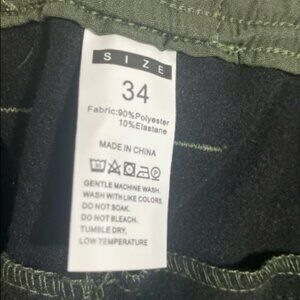 SIZE
34
Fabric:90%Polyester
10%Elastane
MADE IN CHINA
GENTLE MACHINE WASH.
WASH WITH LIKE COLORS.
DO NOT SOAK.
DO NOT BLEACH.
TUMBLE DRY,
LOW TEMPERATURE